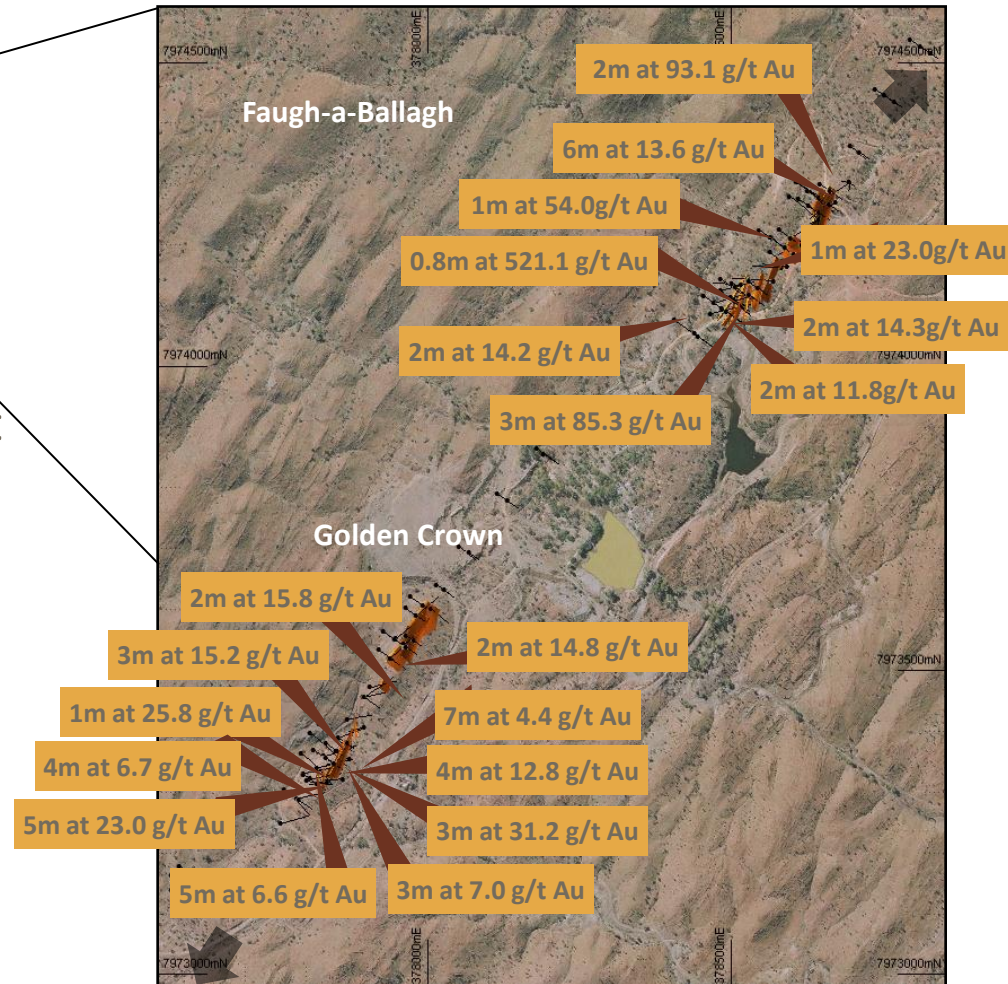 7974500mN
378000mE
500mE
2m at 93.1 g/t Au
Faugh-a-Ballagh
6m at 13.6 g/t Au
1m at 54.0g/t Au
1m at 23.0g/t Au
0.8m at 521.1 g/t Au
2m at 14.3g/t Au
2m at 14.2 g/t Au
7974000mN
7974000mN
2m at 11.8g/t Au
3m at 85.3 g/t Au
Golden Crown
2m at 15.8 g/t Au
2m at 14.8 g/t Au
3m at 15.2 g/t Au
7973500mN
1m at 25.8 g/t Au
7m at 4.4 g/t Au
4m at 6.7 g/t Au
4m at 12.8 g/t Au
5m at 23.0 g/t Au
3m at 31.2 g/t Au
5m at 6.6 g/t Au
3m at 7.0 g/t Au
7973000mN
378000mE
378500mE
7973000mN